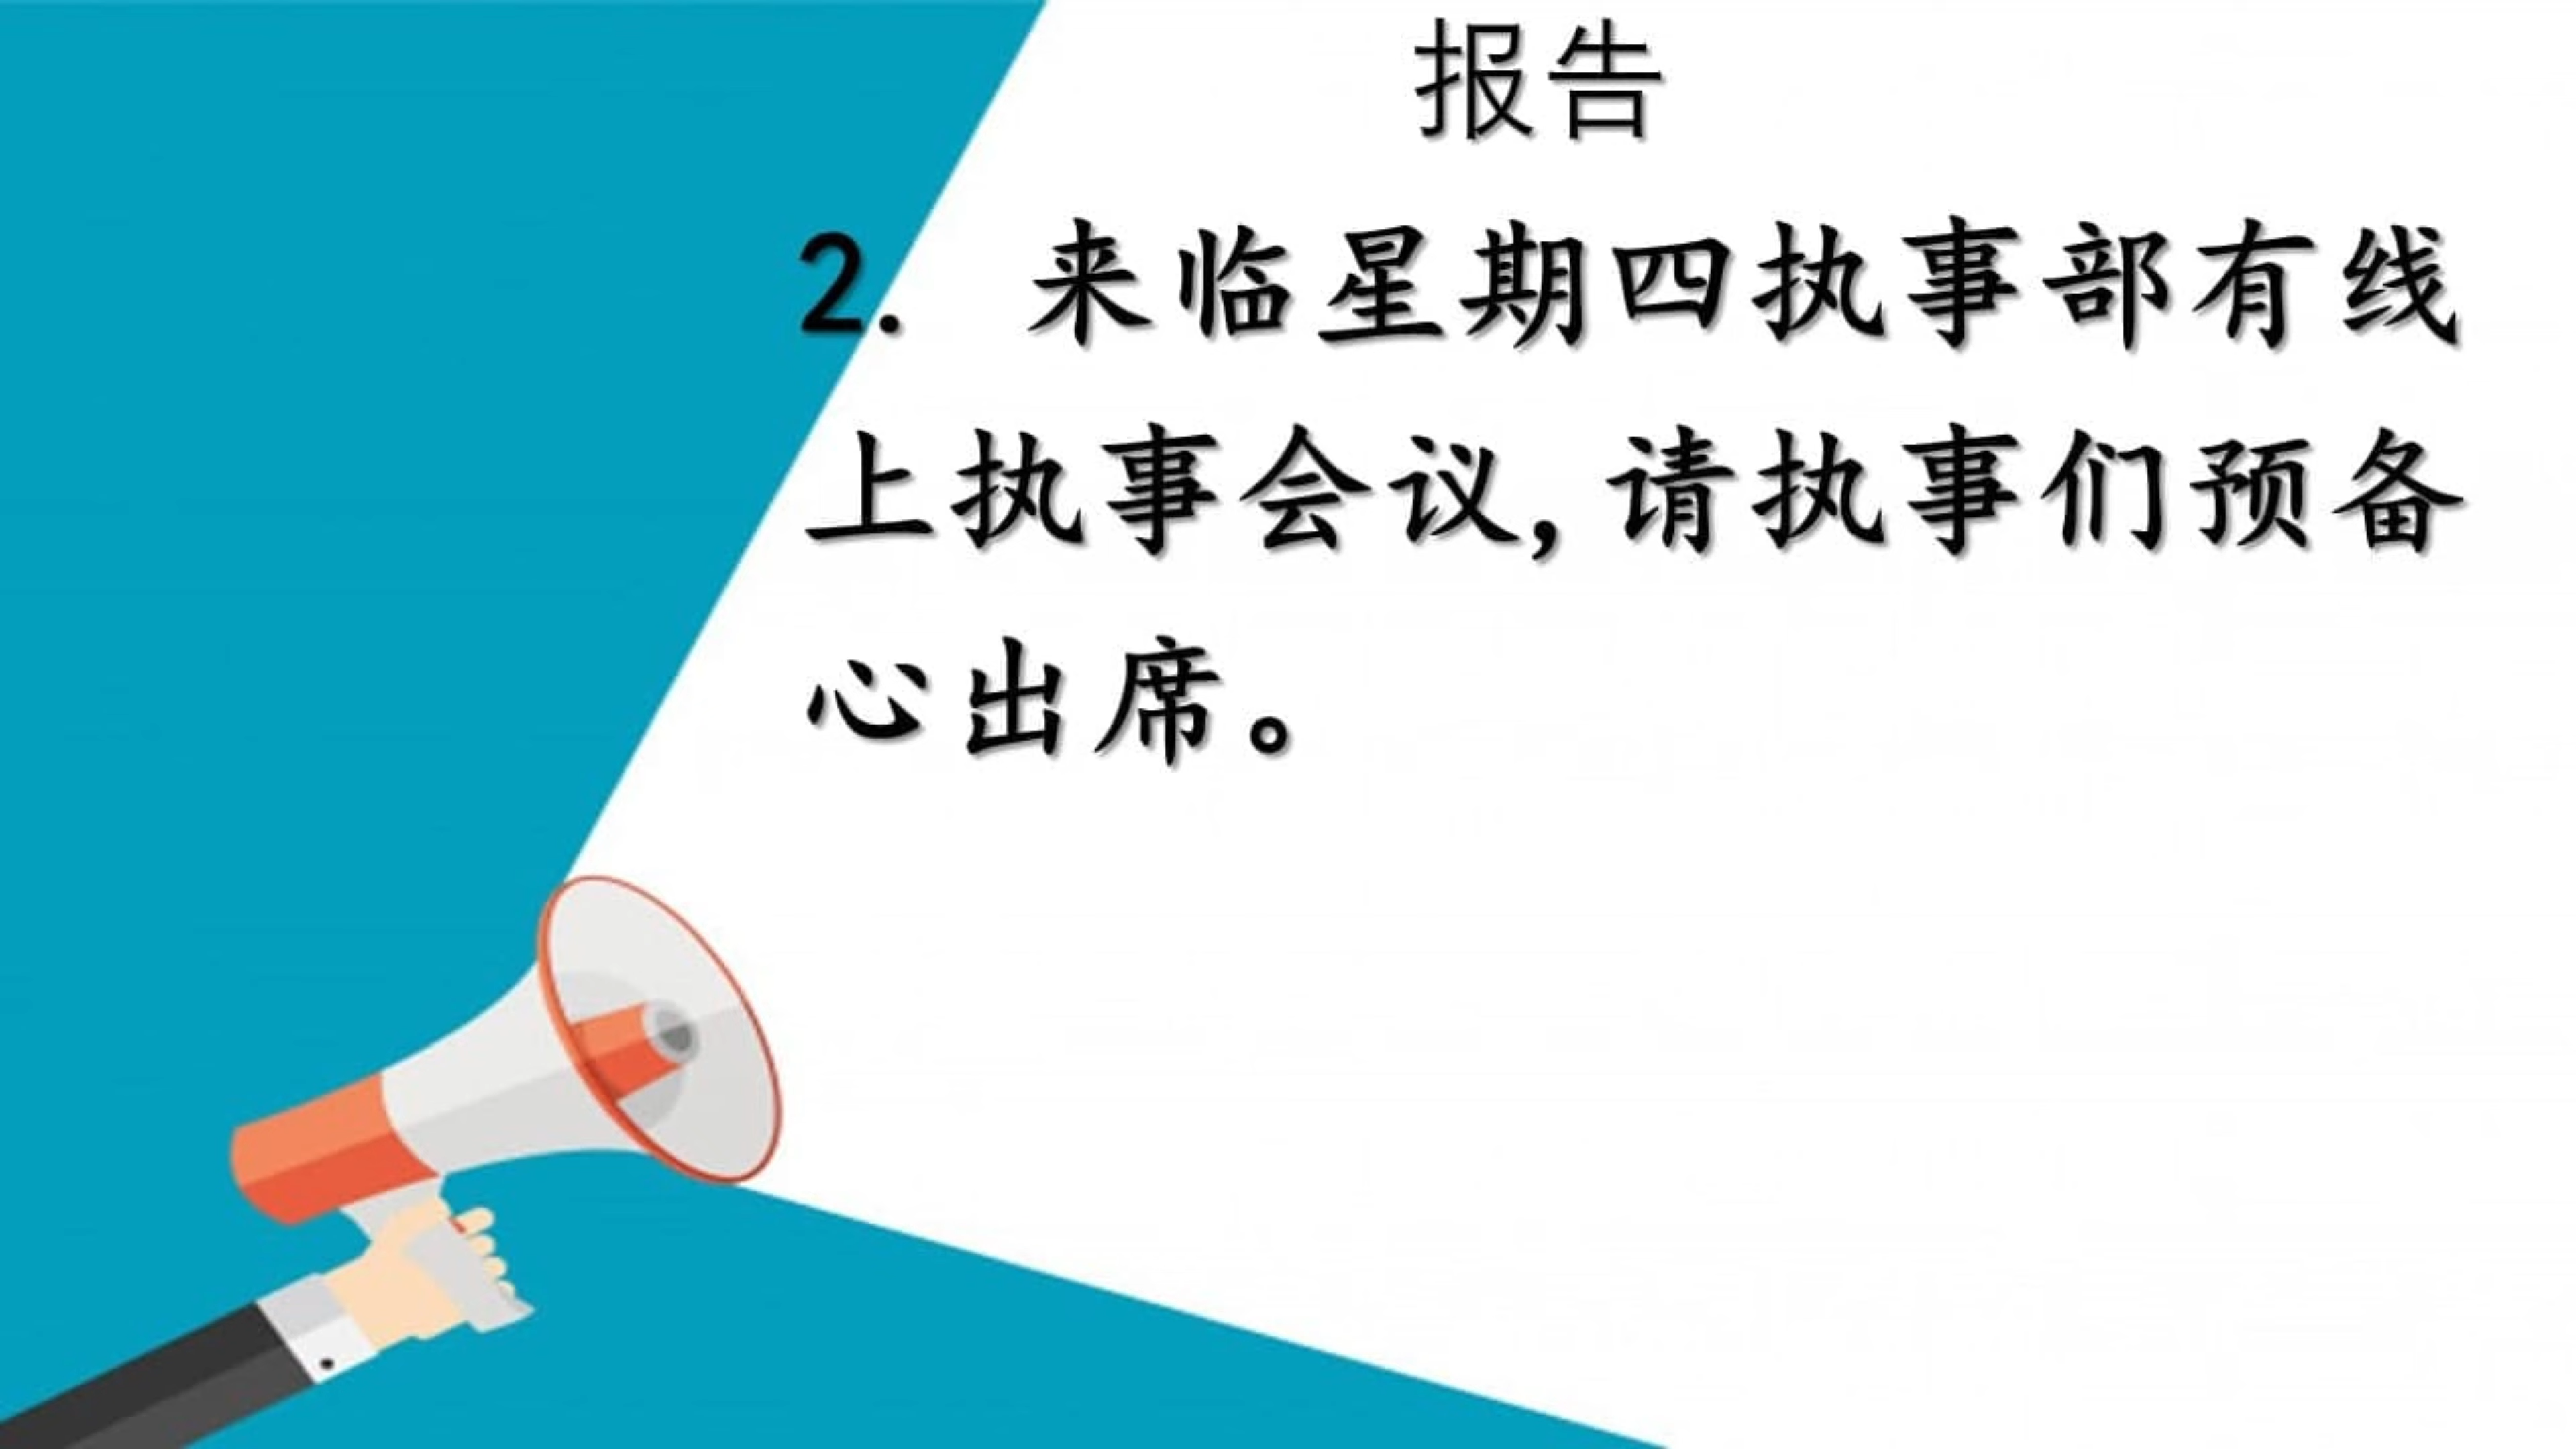 报告
2. 来临星期四执事部有线
上执事会议,请执事们预备
心出席。